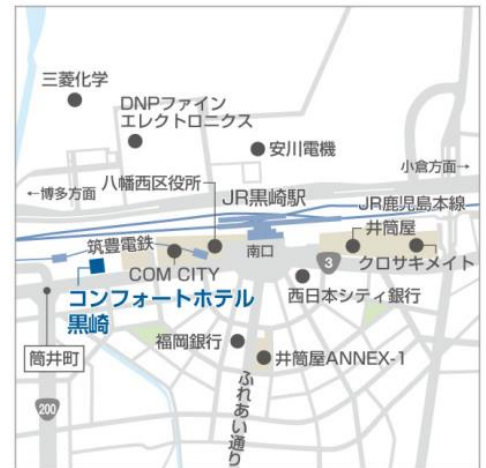 三菱化学
DNPファイン
エレクトロニクス
安川電機
小倉方面→
八幡西区役所
←博多方面
JR黒崎駅
JR鹿児島本線
井筒屋
筑豊電鉄
南口
3
COM CITY
クロサキメイト
コンフォートホテル
黒崎
西日本シティ銀行
福岡銀行
筒井町
井筒屋ANNEX-1
ふれあい通り
200